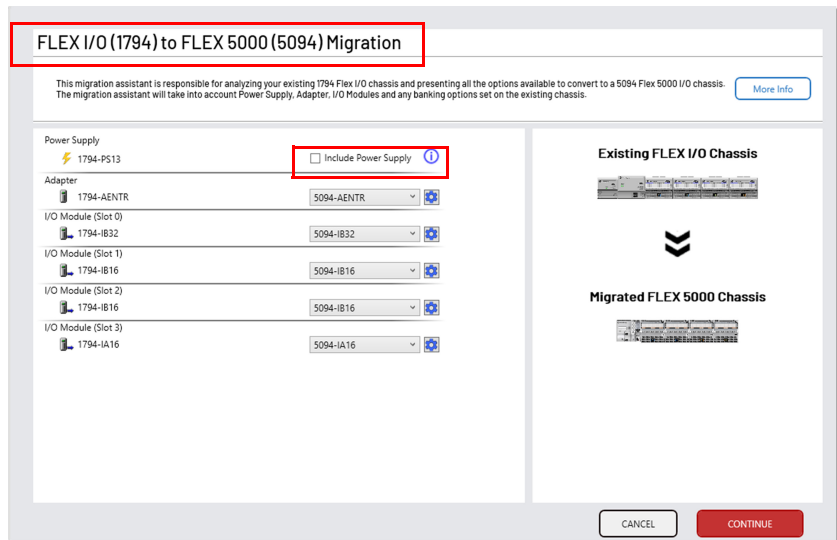 FLEX I/O (1794) to FLEX 5000 (5094) Migration
This migration assistant is responsible for analyzing your existing 1794 Flex I/O chassis and presenting all the options available to convert to a 5094 Flex 5000 I/O chassis.
The migration assistant will take into account Power Supply, Adapter, I/O Modules and any banking options set on the existing chassis.
More Info
Power Supply
1794-PS13
Include Power Supply
Adapter
1794-AENTR
5094-AENTR
I/O Module (Slot 0)
1794-IB32
5094-IB32
I/O Module (Slot 1)
1794-IB16
5094-IB16
I/O Module (Slot 2)
1794-IB16
5094-IB16
I/O Module (Slot 3)
1794-IA16
5094-IA16
Existing FLEX I/O Chassis
Migrated FLEX 5000 Chassis
CANCEL
CONTINUE